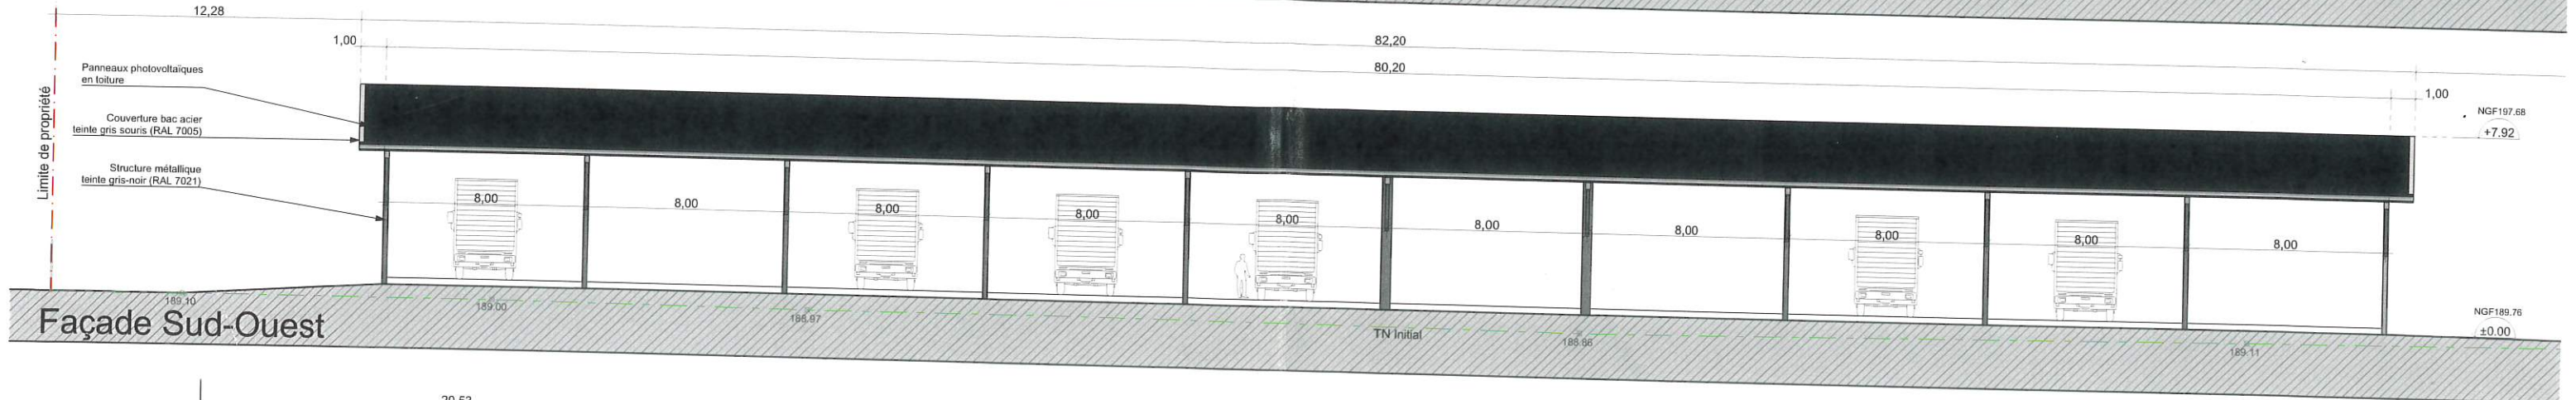 12,28
82,20
1,00
80,20
1,00
Panneaux photovoltaïques
en toiture
Couverture bac acier
teinte gris souris (RAL 7005)
Structure métallique
teinte gris-noir (RAL 7021)
Limite de propriété
NGF197.68
+7.92
8,00
8,00
8,00
8,00
8,00
8,00
8,00
8,00
8,00
8,00
NGF189.76
±0.00
189.10
189.00
188.97
TN Initial
188.86
189.11
Façade Sud-Ouest